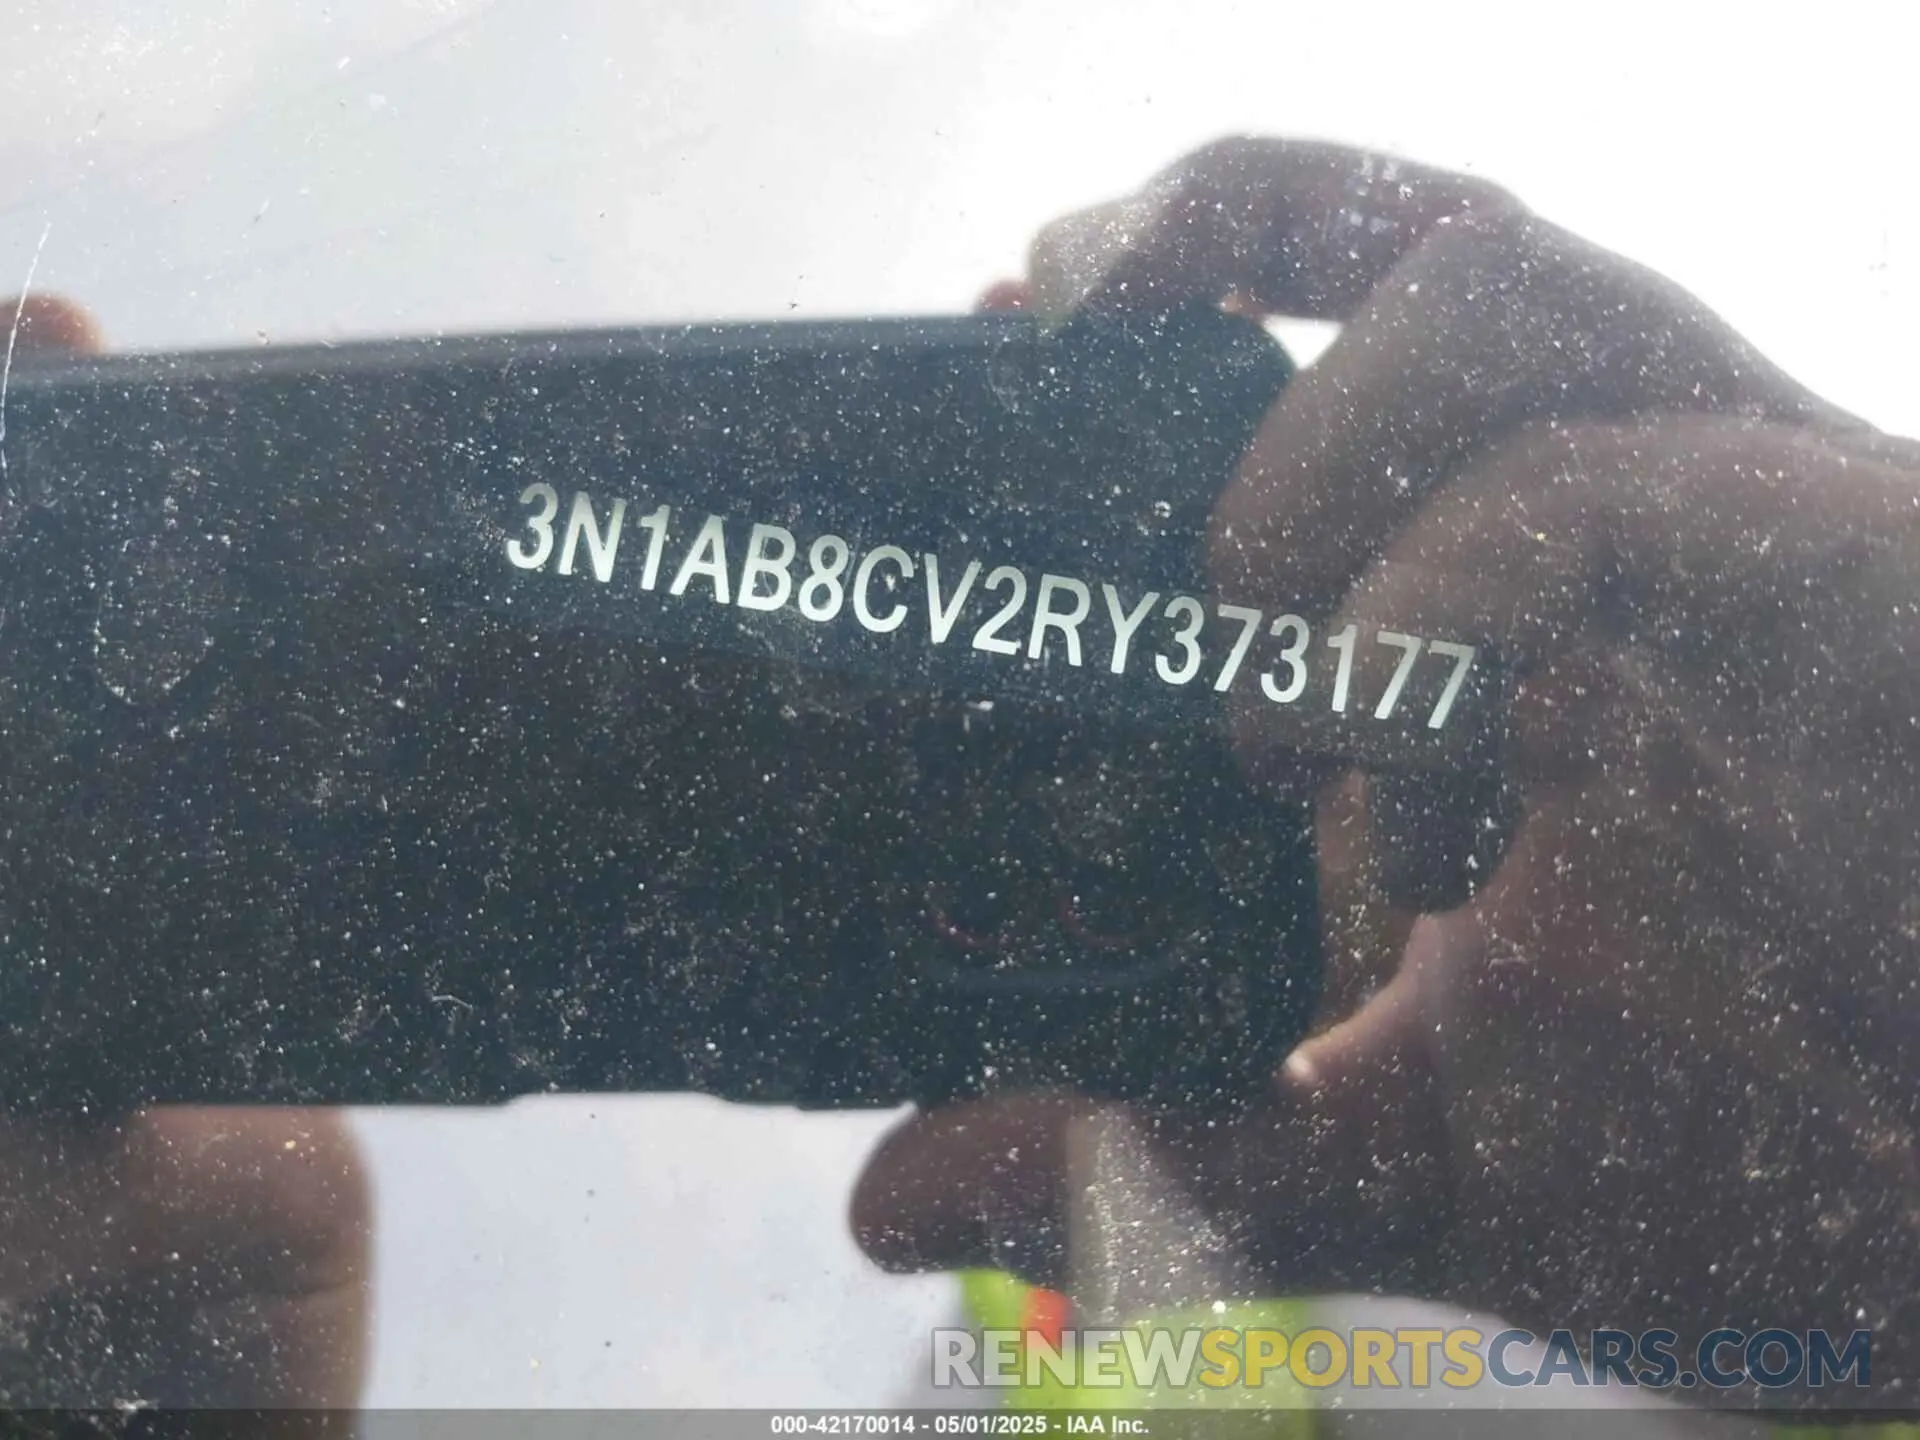 3N1AB8CV2RY373177
RENEWSPORTSCARS.COM
000-42170014 - 05/01/2025 - IAA Inc.